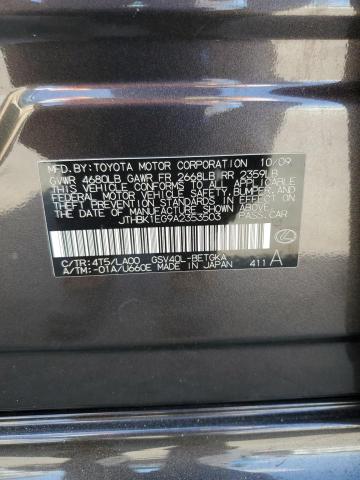 MFD.BY:TOYOTA MOTOR CORPORATION 10/09
GVWR 4680LB GAWR FR 2668LB RR 2359LB
THIS VEHICLE CONFORMS TO ALL APPLICABLE
FEDERAL MOTOR VEHICLE SAFETY, BUMPER, AND
THEFT PREVENTION STANDARDS IN EFFECT ON
THE DATE OF MANUFACTURE SHOWN ABOVE.
JTHBK1EG9A2353503 PASS.CAR
C/TR:4T5/LA00 GSV40L-BETGKA
A/TM:-01A/U660E MADE IN JAPAN 411 A